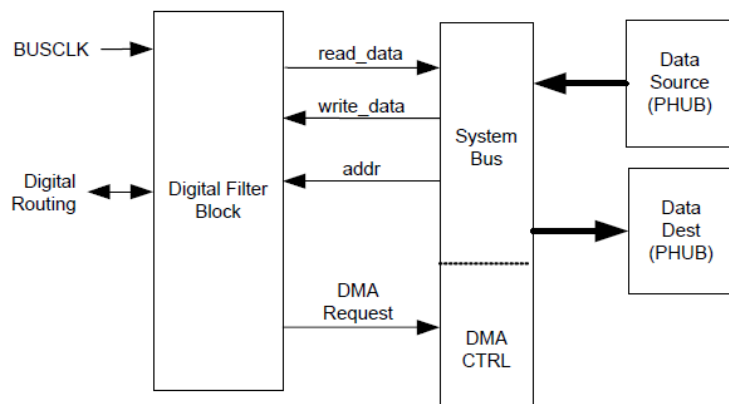 BUSCLK
Digital
Routing
Digital Filter
Block
read_data
write_data
addr
DMA
Request
System
Bus
DMA
CTRL
Data
Source
(PHUB)
Data
Dest
(PHUB)